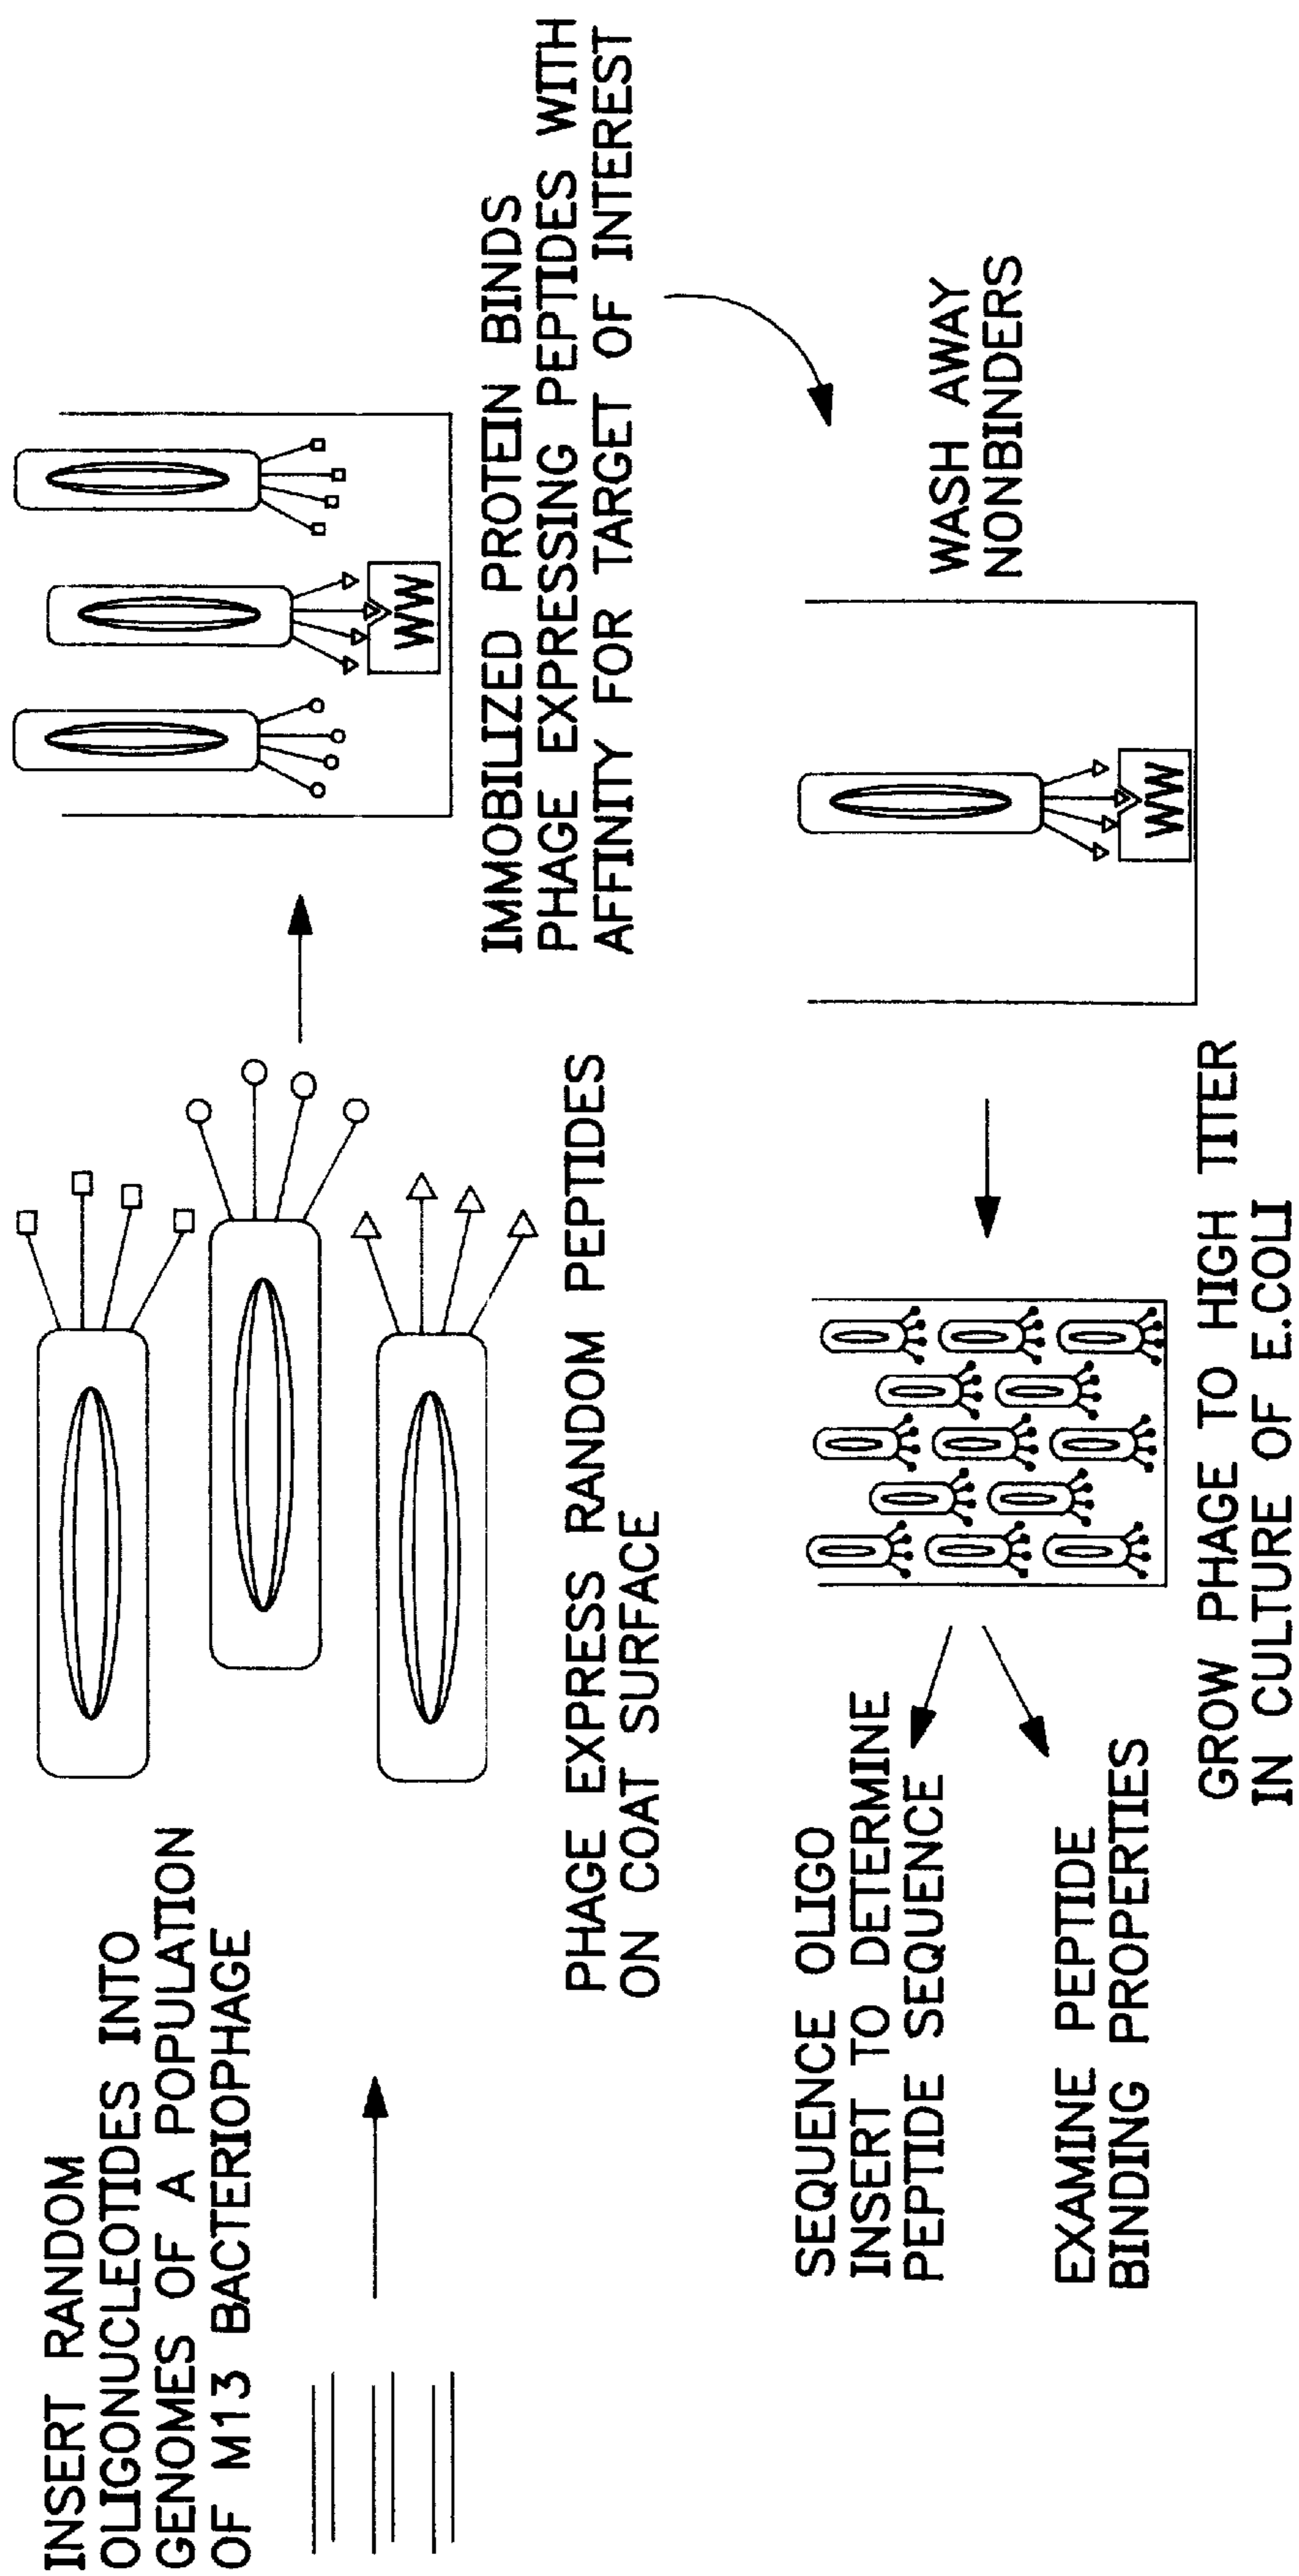 INSERT RANDOM
OLIGONUCLEOTIDES INTO
GENOMES OF A POPULATION
OF M13 BACTERIOPHAGE
PHAGE EXPRESS RANDOM PEPTIDES
ON COAT SURFACE
WW
IMMOBILIZED PROTEIN BINDS
PHAGE EXPRESSING PEPTIDES WITH
AFFINITY FOR TARGET OF INTEREST
WASH AWAY
NONBINDERS
WW
GROW PHAGE TO HIGH TITER
IN CULTURE OF E.COLI
SEQUENCE OLIGO
INSERT TO DETERMINE
PEPTIDE SEQUENCE
EXAMINE PEPTIDE
BINDING PROPERTIES